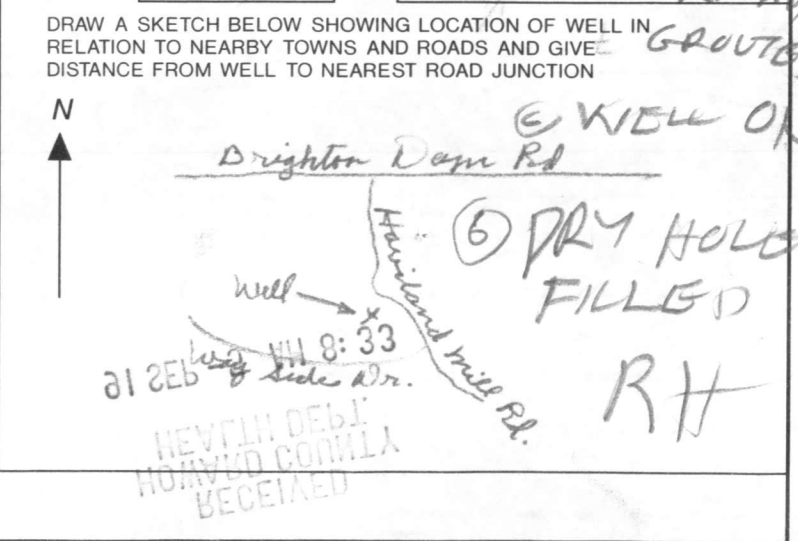 DRAW A SKETCH BELOW SHOWING LOCATION OF WELL IN
RELATION TO NEARBY TOWNS AND ROADS AND GIVE
DISTANCE FROM WELL TO NEAREST ROAD JUNCTION
GROUTE
N
WELL
Brighton Dam Rd
6 DRY HOLE
FILLED
RH
Haviland Mill Rd.
Well
x
Way Side Dr.
91 SEP
8:33
HEALTH DEPT.
HOWARD COUNTY
RECEIVED